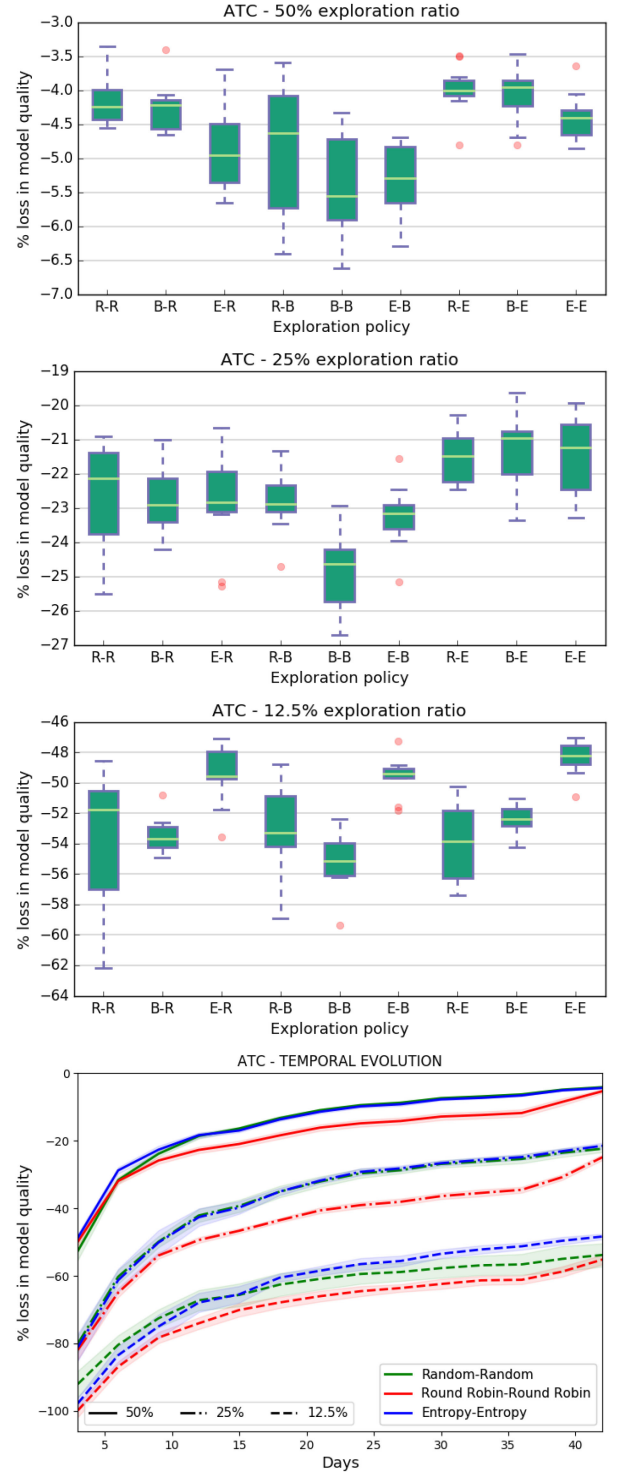 ATC - 50% exploration ratio
−3.0
−3.5
−4.0
−4.5
−5.0
−5.5
−6.0
−6.5
−7.0
% loss in model quality
R-R B-R E-R R-B B-B E-B R-E B-E E-E
Exploration policy
ATC - 25% exploration ratio
−19
−20
−21
−22
−23
−24
−25
−26
−27
% loss in model quality
R-R B-R E-R R-B B-B E-B R-E B-E E-E
Exploration policy
ATC - 12.5% exploration ratio
−46
−48
−50
−52
−54
−56
−58
−60
−62
−64
% loss in model quality
R-R B-R E-R R-B B-B E-B R-E B-E E-E
Exploration policy
ATC - TEMPORAL EVOLUTION
0
−20
−40
−60
−80
−100
% loss in model quality
Random-Random
Round Robin-Round Robin
Entropy-Entropy
50% 25% 12.5%
5 10 15 20 25 30 35 40
Days